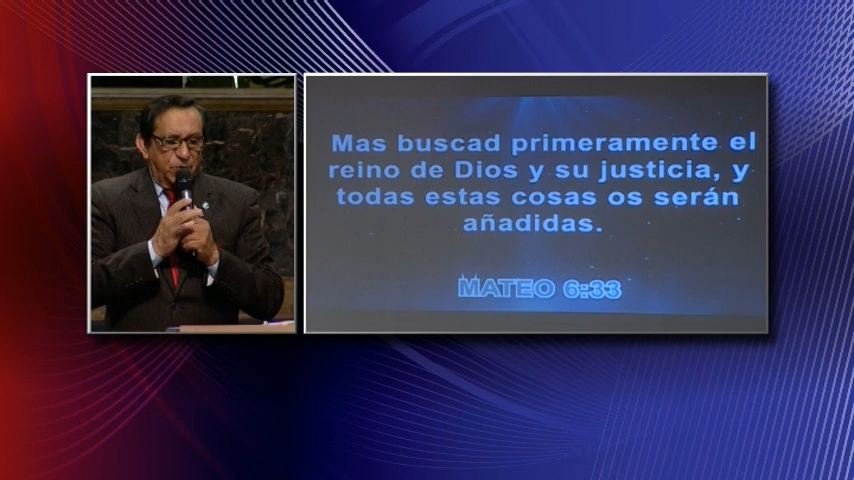 Mas buscad primeramente el
reino de Dios y su justicia, y
todas estas cosas os serán
añadidas.
MATEO 6:33